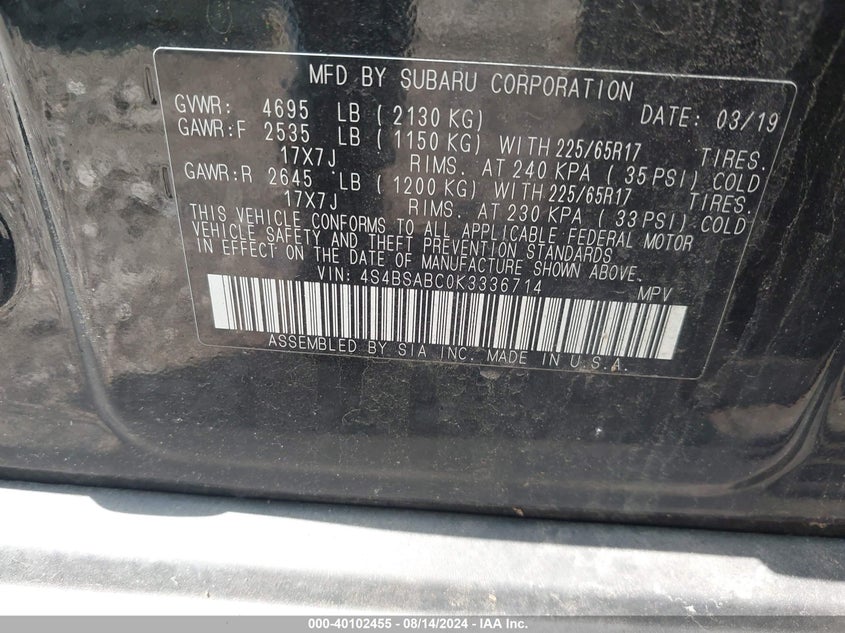 MFD BY SUBARU CORPORATION
GVWR: 4695 LB ( 2130 KG) DATE: 03/19
GAWR:F 2535 LB ( 1150 KG) WITH 225/65R17 TIRES.
17X7J RIMS. AT 240 KPA ( 35 PSI) COLD
GAWR:R 2645 LB ( 1200 KG) WITH 225/65R17 TIRES.
17X7J RIMS. AT 230 KPA ( 33 PSI) COLD
THIS VEHICLE CONFORMS TO ALL APPLICABLE FEDERAL MOTOR
VEHICLE SAFETY AND THEFT PREVENTION STANDARDS
IN EFFECT ON THE DATE OF MANUFACTURE SHOWN ABOVE.
VIN: 4S4BSABC0K3336714 MPV
ASSEMBLED BY SIA INC. MADE IN U.S.A.
000-40102455 - 08/14/2024 - IAA Inc.